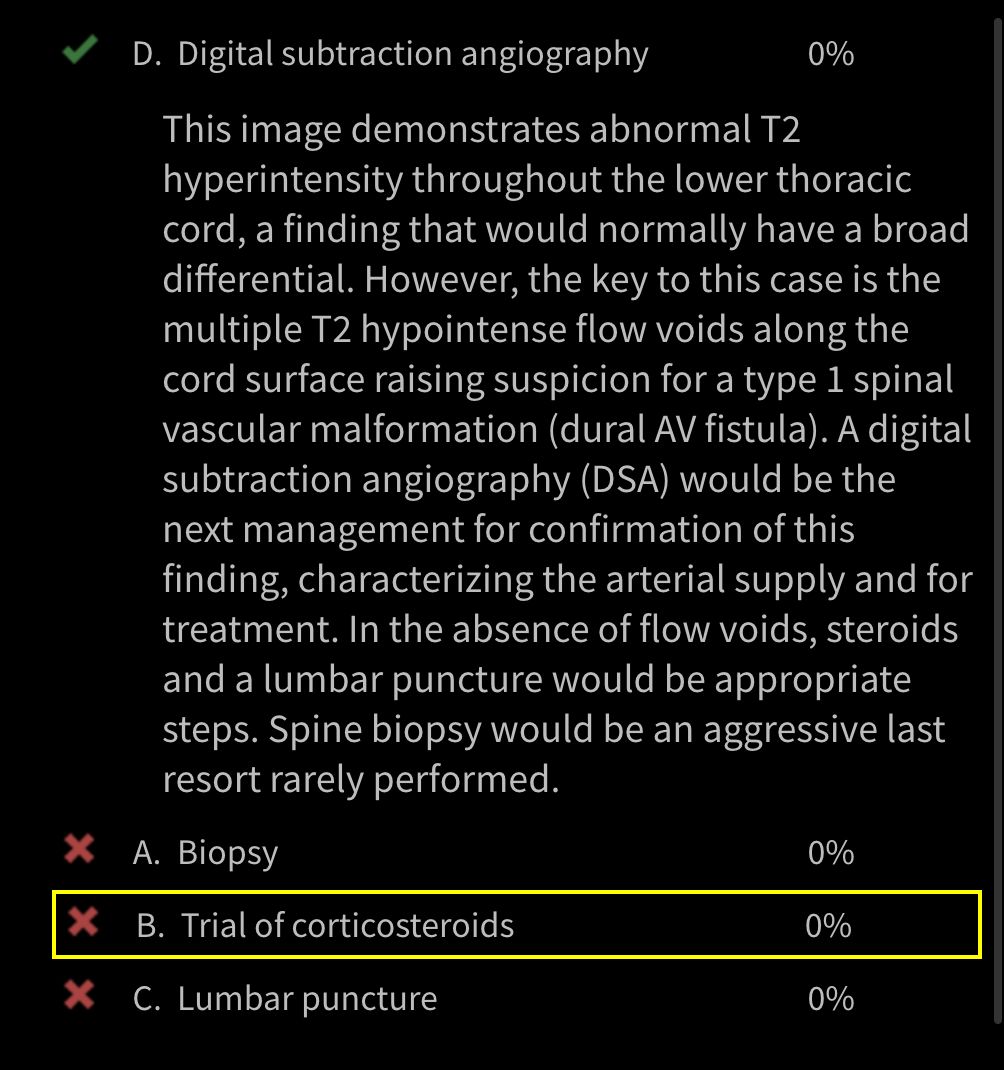 D. Digital subtraction angiography 0%
This image demonstrates abnormal T2
hyperintensity throughout the lower thoracic
cord, a finding that would normally have a broad
differential. However, the key to this case is the
multiple T2 hypointense flow voids along the
cord surface raising suspicion for a type 1 spinal
vascular malformation (dural AV fistula). A digital
subtraction angiography (DSA) would be the
next management for confirmation of this
finding, characterizing the arterial supply and for
treatment. In the absence of flow voids, steroids
and a lumbar puncture would be appropriate
steps. Spine biopsy would be an aggressive last
resort rarely performed.
A. Biopsy 0%
B. Trial of corticosteroids 0%
C. Lumbar puncture 0%